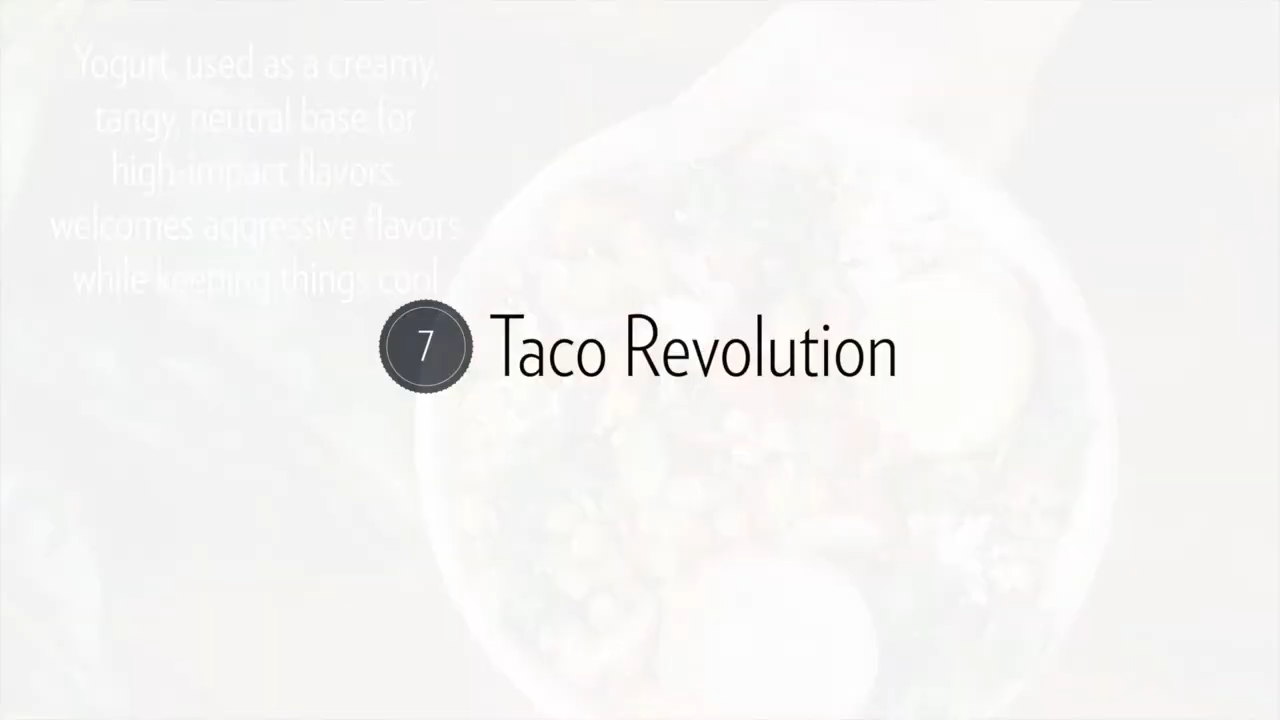 Yogurt, used as a creamy,
tangy, neutral base for
high-impact flavors,
welcomes aggressive flavors
while keeping things cool
7 Taco Revolution